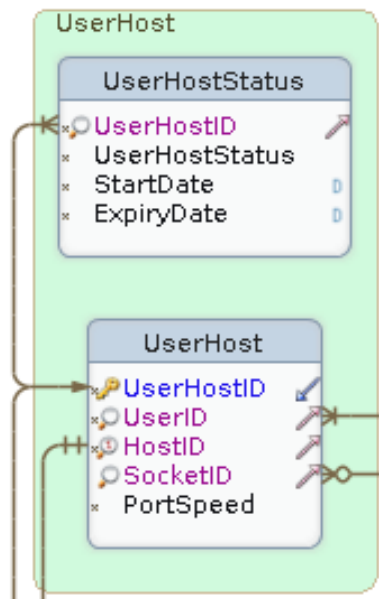 UserHost
UserHostStatus
UserHostID
UserHostStatus
StartDate D
ExpiryDate D
UserHost
UserHostID
UserID
HostID
SocketID
PortSpeed